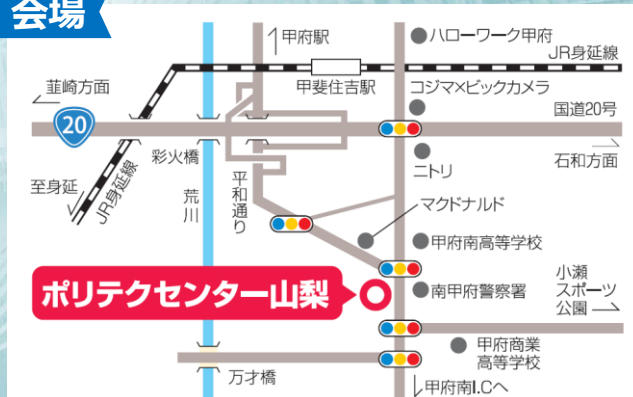 会場
甲府駅
ハローワーク甲府
JR身延線
韮崎方面
甲斐住吉駅
コジマ×ビックカメラ
国道20号
20
彩火橋
ニトリ
石和方面
至身延
JR身延線
荒川
平和通り
マクドナルド
甲府南高等学校
ポリテクセンター山梨
南甲府警察署
小瀬
スポーツ
公園
甲府商業
高等学校
万才橋
甲府南I.Cへ